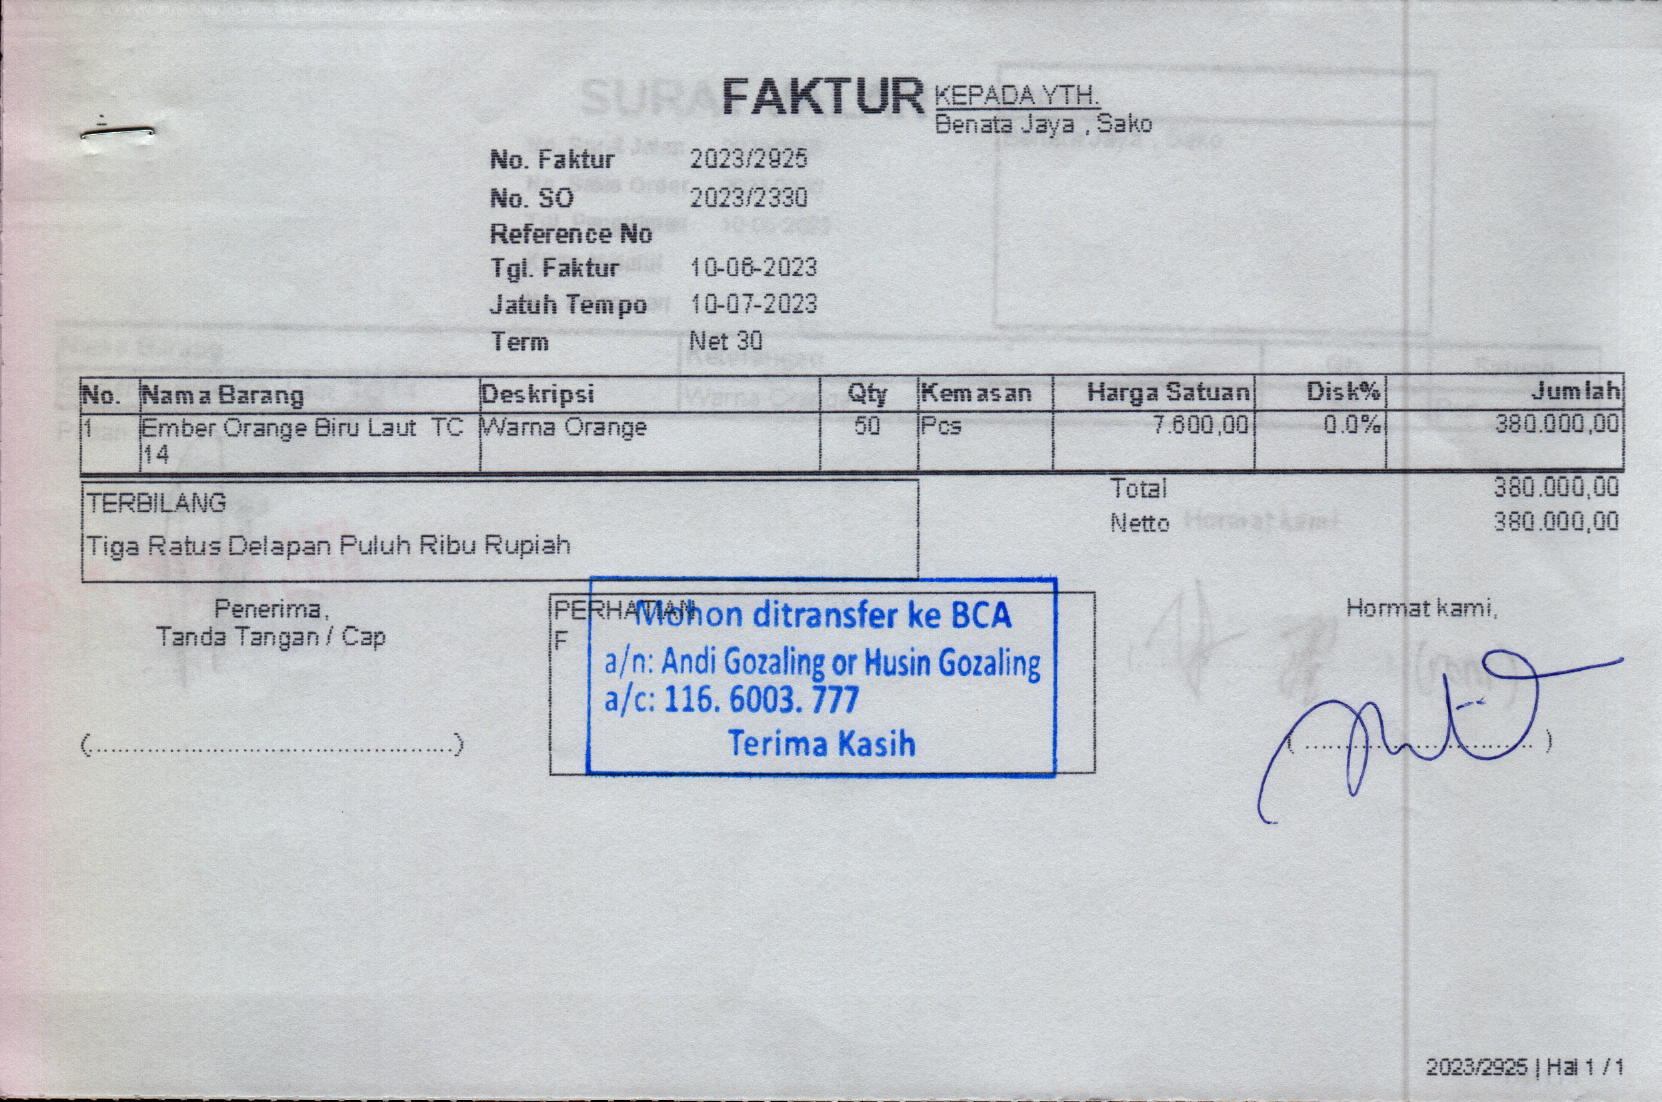 FAKTUR
KEPADA YTH.
Benata Jaya , Sako
No. Faktur 2023/2925
No. SO 2023/2330
Reference No
Tgl. Faktur 10-06-2023
Jatuh Tempo 10-07-2023
Term Net 30
No. Nama Barang Deskripsi Qty Kemasan Harga Satuan Disk% Jumlah
1 Ember Orange Biru Laut TC Warna Orange 50 Pcs 7.600,00 0.0% 380.000,00
14
Total 380.000,00
TERBILANG
Netto 380.000,00
Tiga Ratus Delapan Puluh Ribu Rupiah
Penerima,
Tanda Tangan / Cap
PERHATIAN
F
Mohon ditransfer ke BCA
a/n: Andi Gozaling or Husin Gozaling
a/c: 116. 6003. 777
Terima Kasih
Hormat kami,
(............................................)
( ............................ )
2023/2925 | Hal 1 / 1